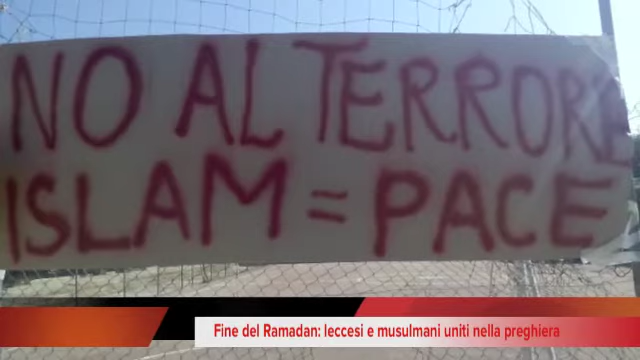 NO AL TERRORE
ISLAM = PACE
Fine del Ramadan: leccesi e musulmani uniti nella preghiera